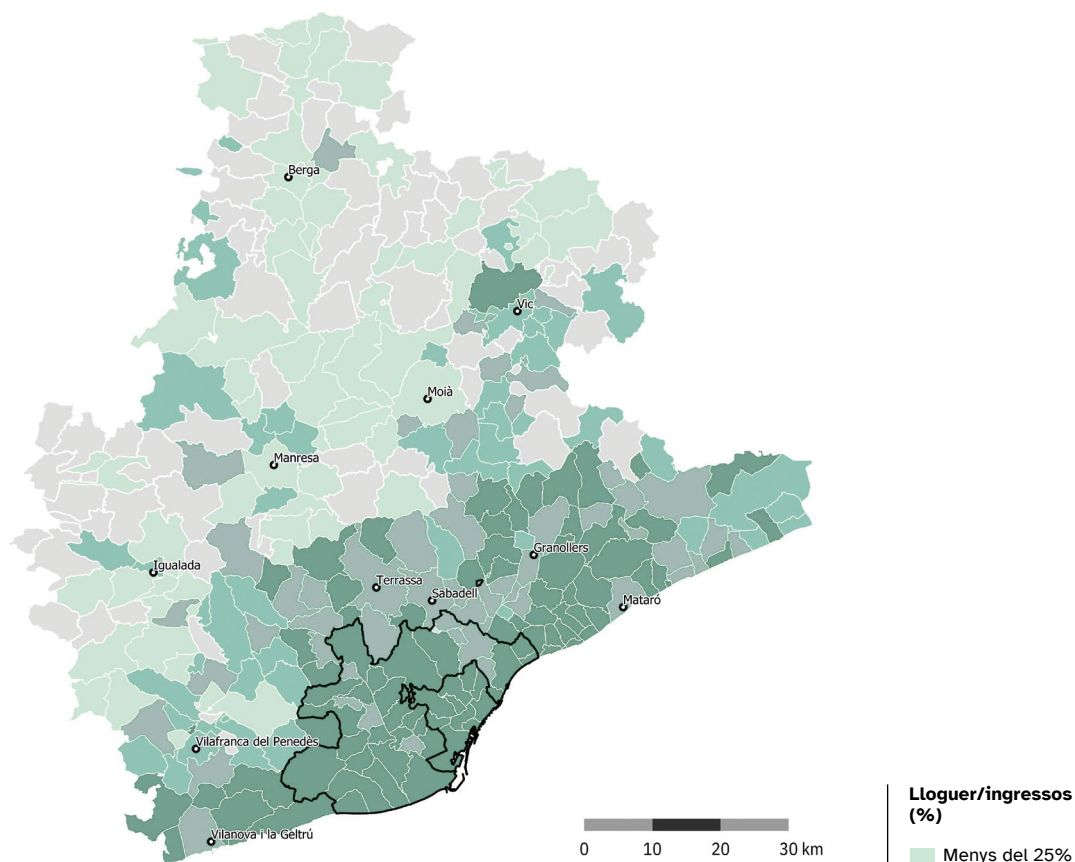 Berga
Vic
Moià
Manresa
Granollers
Igualada
Terrassa
Sabadell
Mataró
Vilafranca del Penedès
Vilanova i la Geltrú
0 10 20 30 km
Lloguer/ingressos
(%)
Menys del 25%